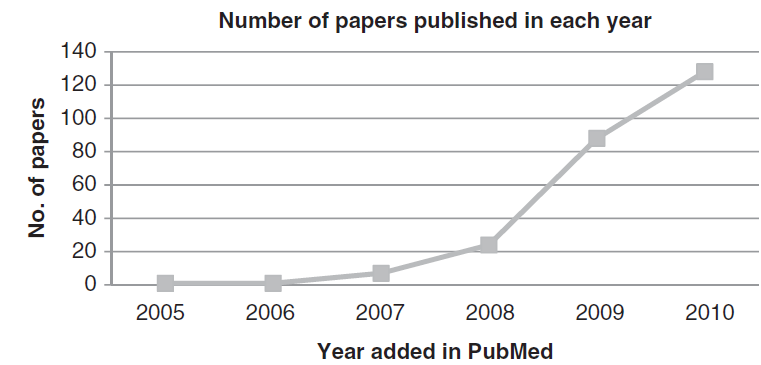 Number of papers published in each year
140
120
100
80
60
40
20
0
No. of papers
2005 2006 2007 2008 2009 2010
Year added in PubMed